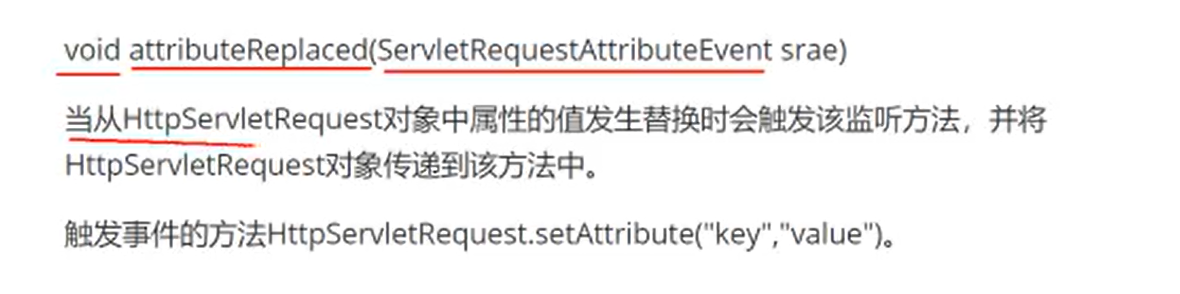 void attributeReplaced(ServletRequestAttributeEvent srae)
当从HttpServletRequest对象中属性的值发生替换时会触发该监听方法，并将
HttpServletRequest对象传递到该方法中。
触发事件的方法HttpServletRequest.setAttribute("key","value")。